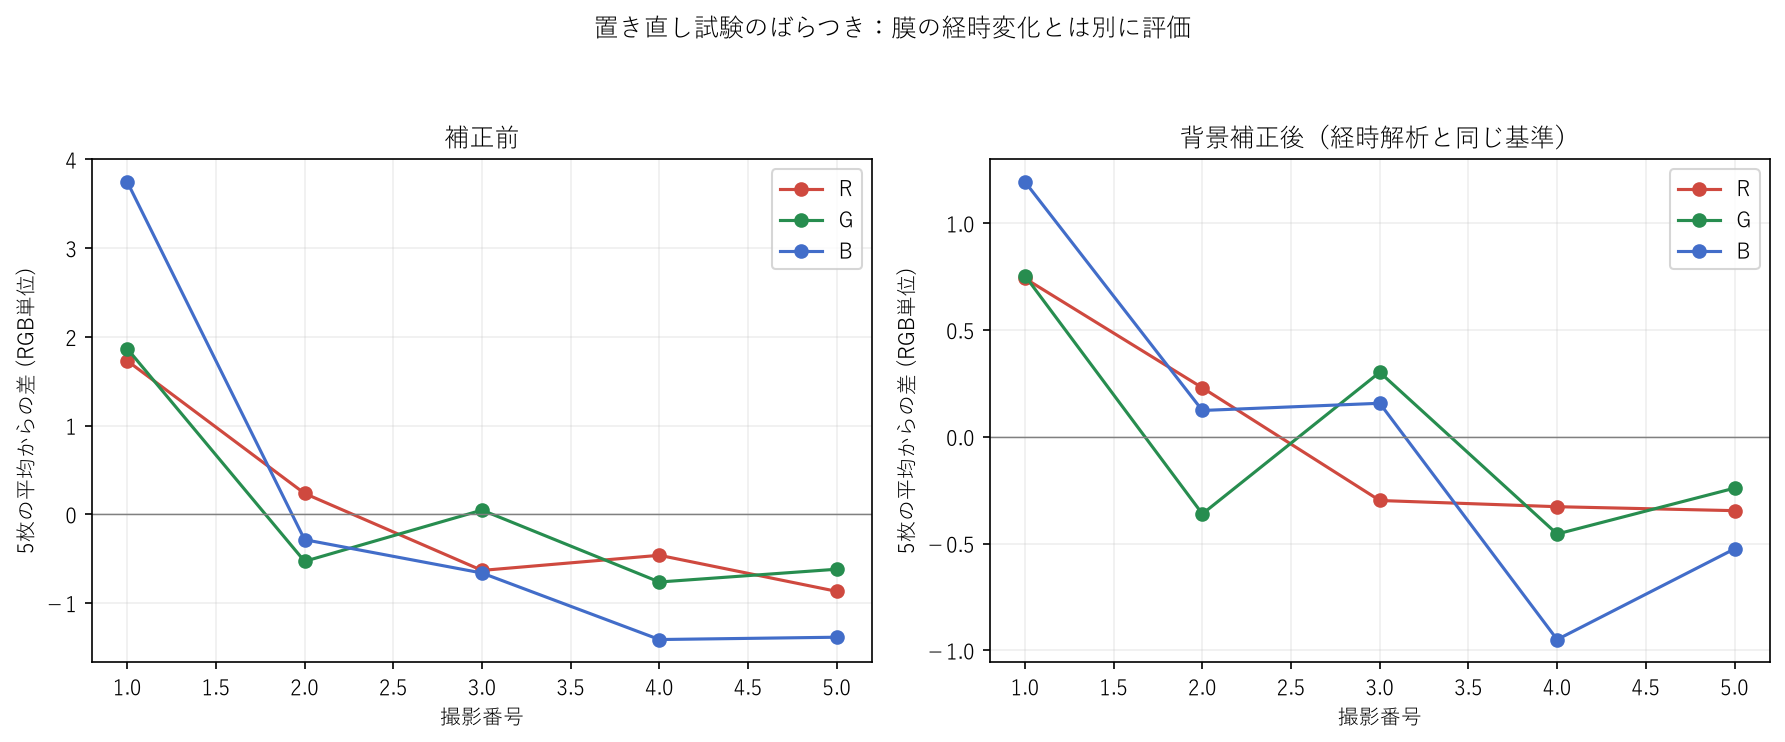 置き直し試験のばらつき：膜の経時変化とは別に評価
補正前
5枚の平均からの差 (RGB単位)
4
3
2
1
0
−1
R
G
B
1.0 1.5 2.0 2.5 3.0 3.5 4.0 4.5 5.0
撮影番号
背景補正後（経時解析と同じ基準）
5枚の平均からの差 (RGB単位)
1.0
0.5
0.0
−0.5
−1.0
R
G
B
1.0 1.5 2.0 2.5 3.0 3.5 4.0 4.5 5.0
撮影番号